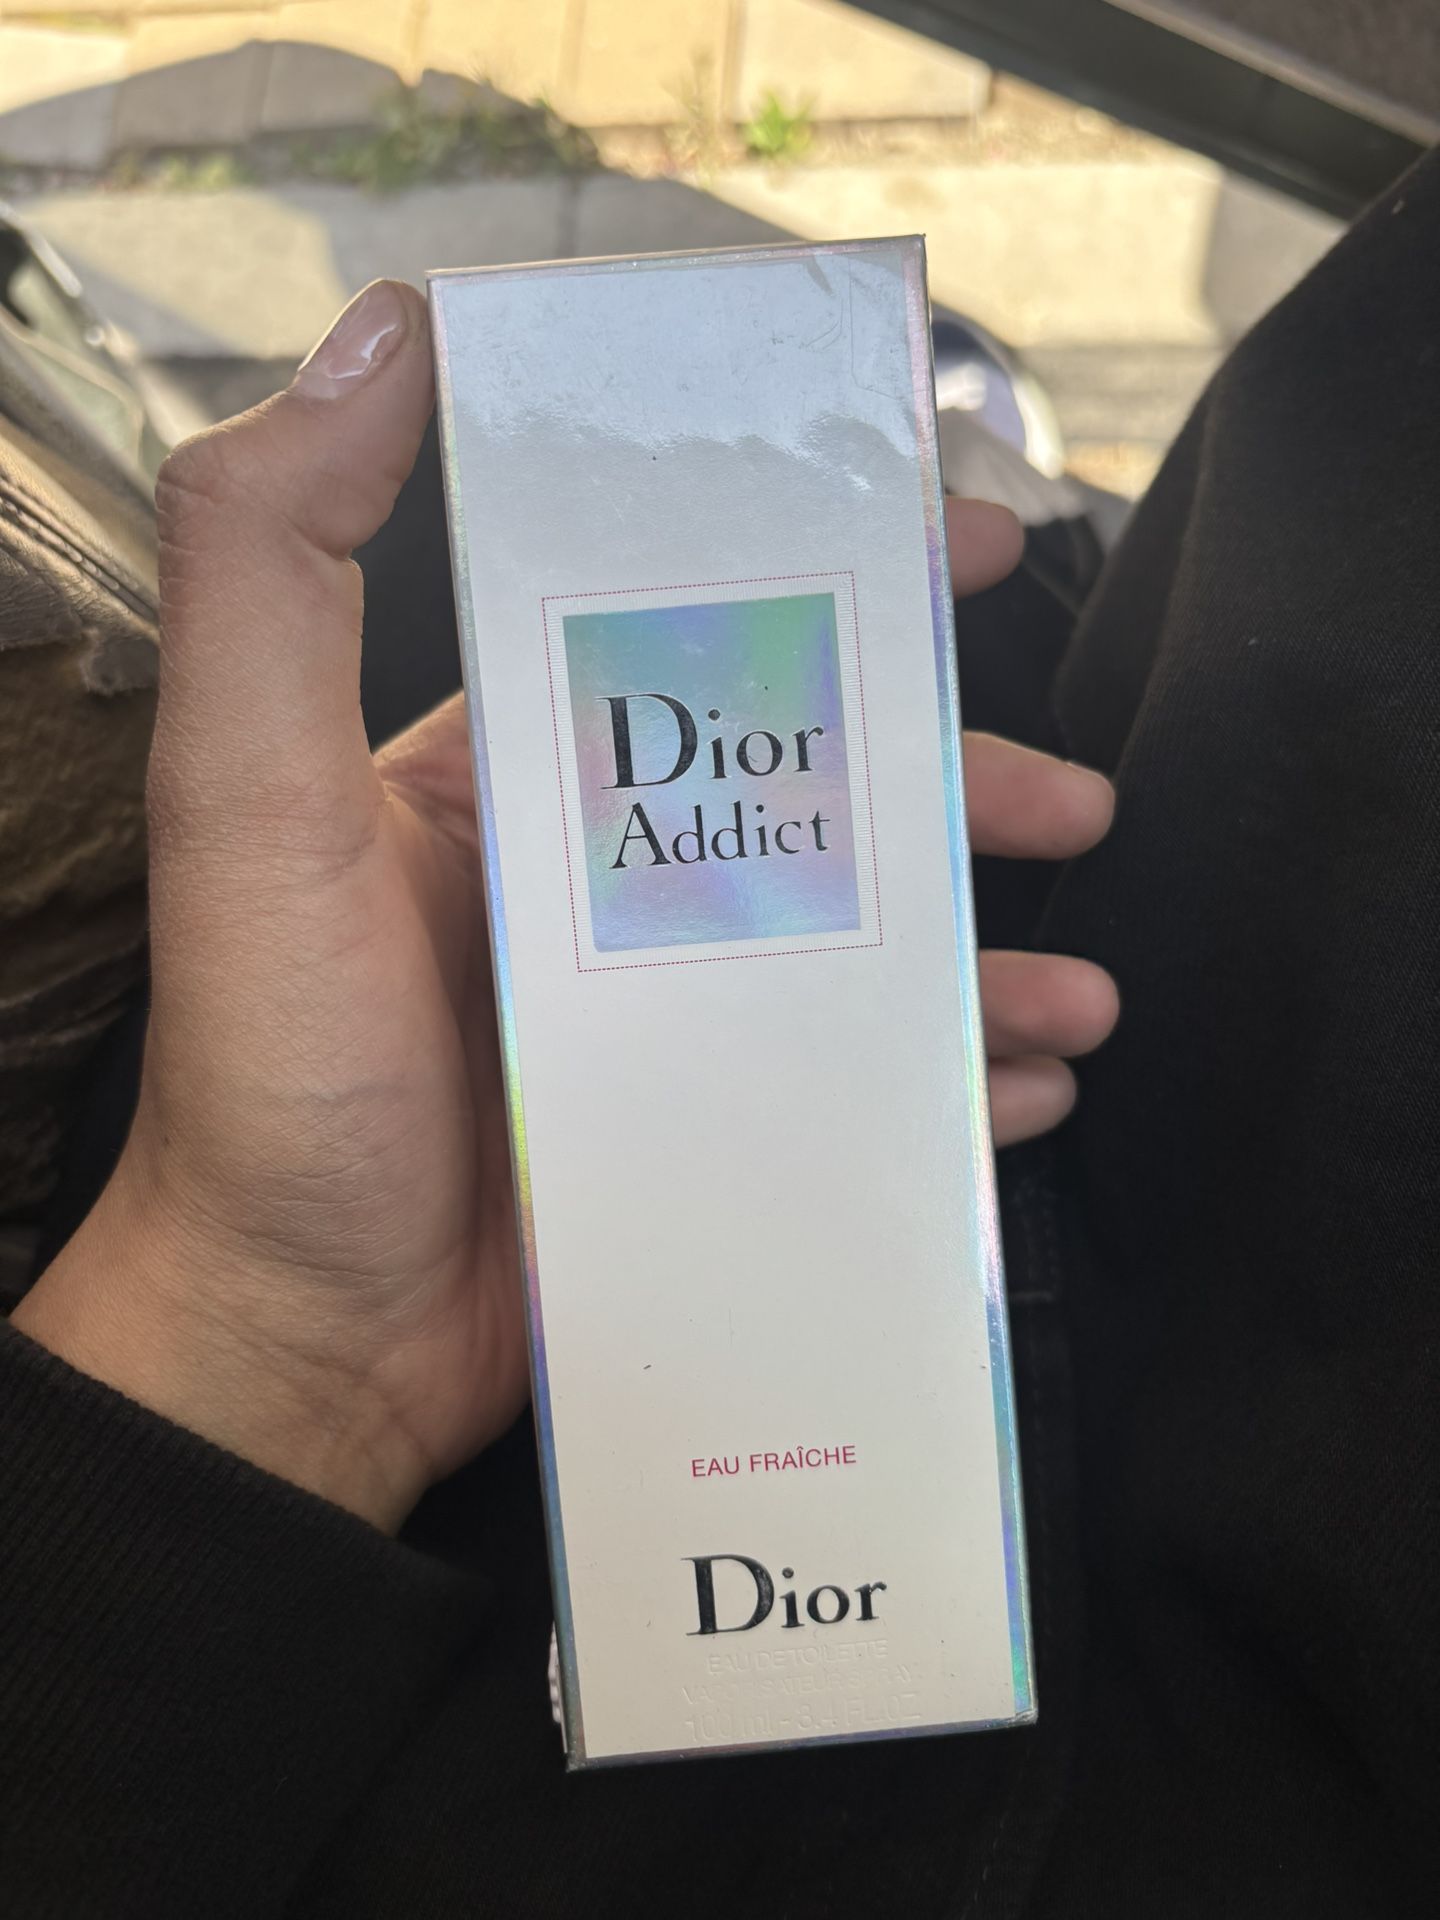 Dior
Addict
EAU FRAÎCHE
Dior
EAU DE TOILETTE
VAPORISATEUR SPRAY
100 ml - 3.4 FL.OZ